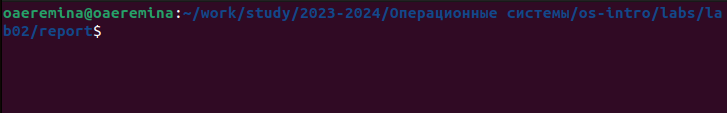 oaeremina@oaeremina:~/work/study/2023-2024/Операционные системы/os-intro/labs/la
b02/report$